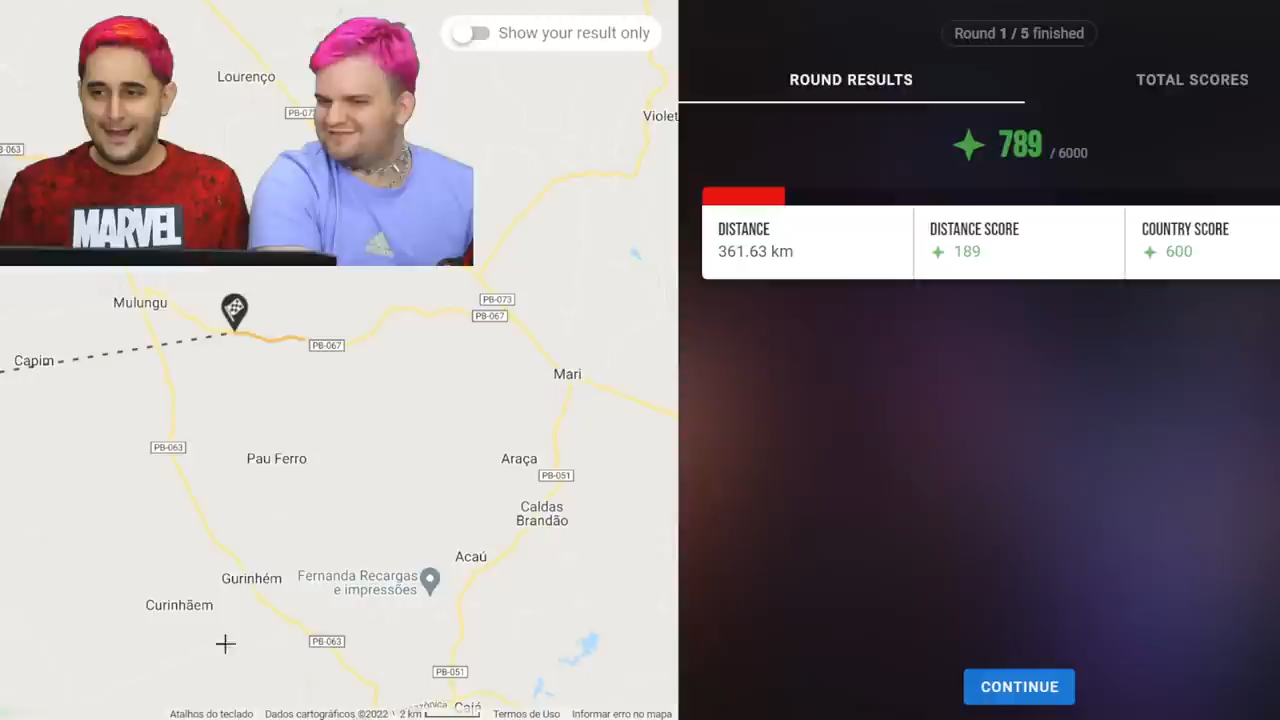 Show your result only
Lourenço
PB-073
Violet
B-063
MARVEL
Mulungu
PB-073
PB-067
Capim
PB-067
Mari
PB-063
Pau Ferro
Araça
PB-051
Caldas
Brandão
Acaú
Gurinhém
Fernanda Recargas
e impressões
Curinhãem
PB-063
PB-051
Cajá
Atalhos do teclado
Dados cartográficos ©2022
2 km
Termos de Uso
Informar erro no mapa
Round 1 / 5 finished
ROUND RESULTS
TOTAL SCORES
789 / 6000
DISTANCE
361.63 km
DISTANCE SCORE
189
COUNTRY SCORE
600
CONTINUE